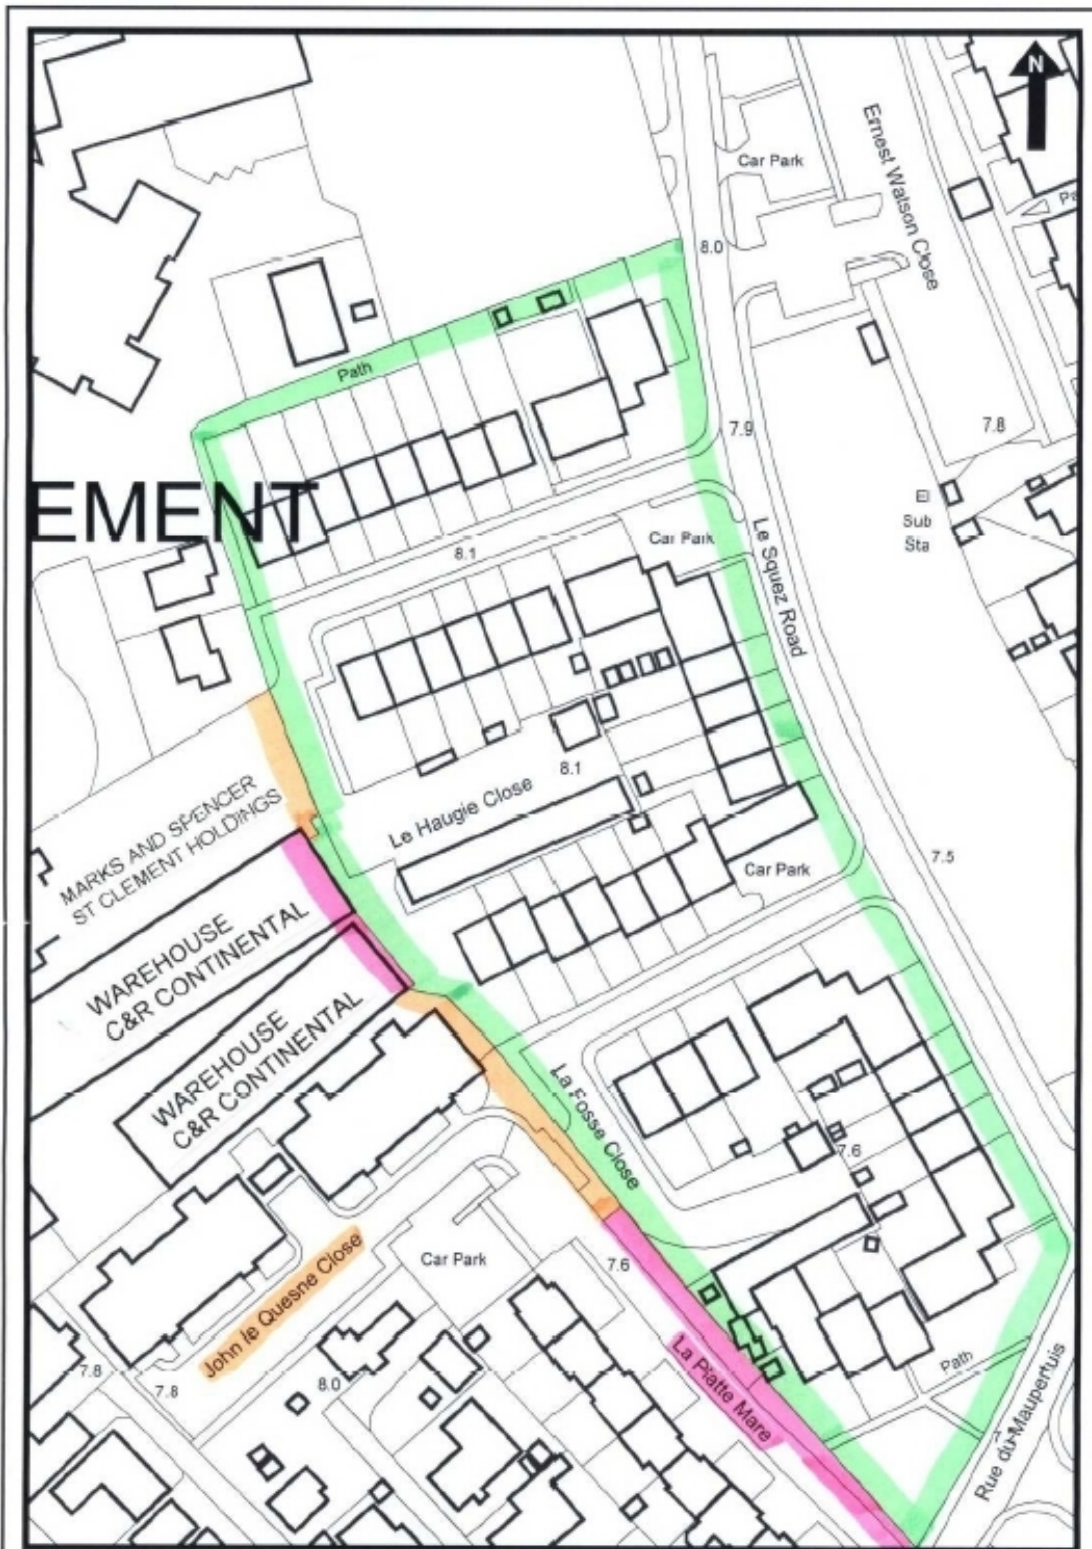 N
Car Park
Ernest Watson Close
Pa
8.0
Path
7.9
7.8
El
Sub
Sta
EMENT
Car Park
8.1
Le Squez Road
MARKS AND SPENCER
ST CLEMENT HOLDINGS
8.1
Le Haugie Close
7.5
Car Park
WAREHOUSE
C&R CONTINENTAL
WAREHOUSE
C&R CONTINENTAL
La Fosse Close
7.6
John le Quesne Close
Car Park
7.6
La Platte Mare
Path
Rue du Maupertuis
7.8
7.8
8.0